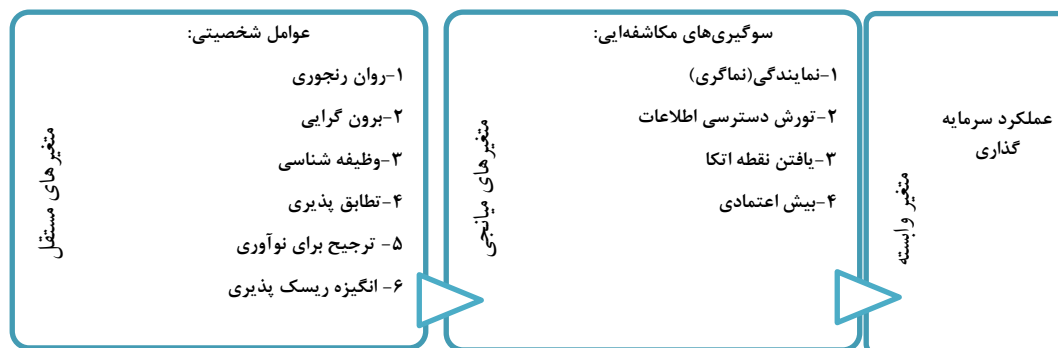 عوامل شخصیتی:
۱-روان رنجوری
۲-برون گرایی
۳-وظیفه شناسی
۴-تطابق پذیری
۵- ترجیح برای نوآوری
۶- انگیزه ریسک پذیری
متغیرهای مستقل
سوگیری‌های مکاشفه‌ایی:
۱-نمایندگی(نماگری)
۲-تورش دسترسی اطلاعات
۳-یافتن نقطه اتکا
۴-بیش اعتمادی
متغیرهای میانجی
عملکرد سرمایه
گذاری
متغیر وابسته